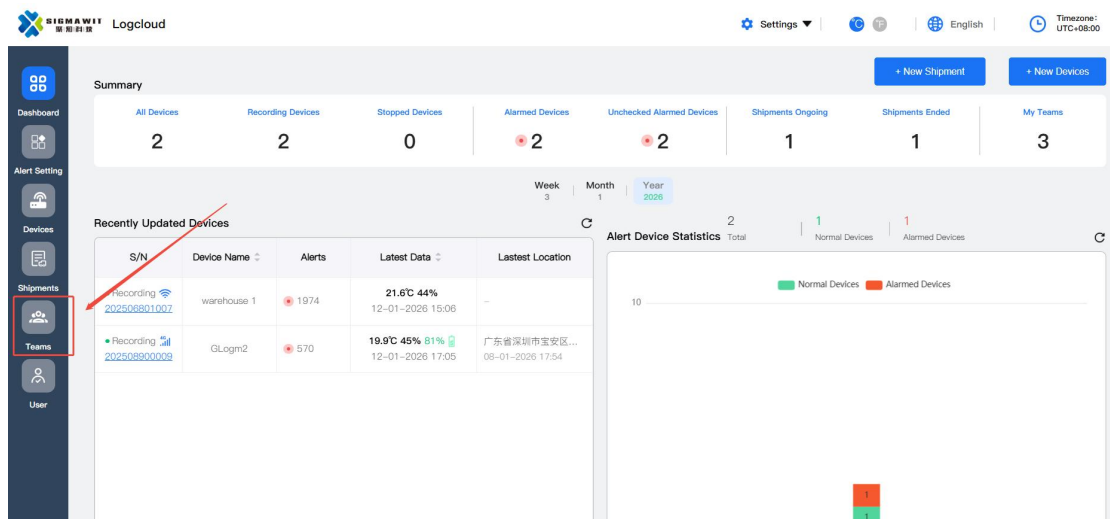 SIGMAWIT
聚·知·科·技
Logcloud
Settings
℃
°F
English
Timezone:
UTC+08:00
Dashboard
Alert Setting
Devices
Shipments
Teams
User
Summary
+ New Shipment
+ New Devices
All Devices
2
Recording Devices
2
Stopped Devices
0
Alarmed Devices
2
Unchecked Alarmed Devices
2
Shipments Ongoing
1
Shipments Ended
1
My Teams
3
Week
3
Month
1
Year
2026
Recently Updated Devices
S/N
Device Name
Alerts
Latest Data
Lastest Location
Recording
202506801007
warehouse 1
1974
21.6℃ 44%
12-01-2026 15:06
-
Recording
202508900009
GLogm2
570
19.9℃ 45% 81%
12-01-2026 17:05
广东省深圳市宝安区...
08-01-2026 17:54
Alert Device Statistics
2
Total
1
Normal Devices
1
Alarmed Devices
Normal Devices
Alarmed Devices
10
1
1